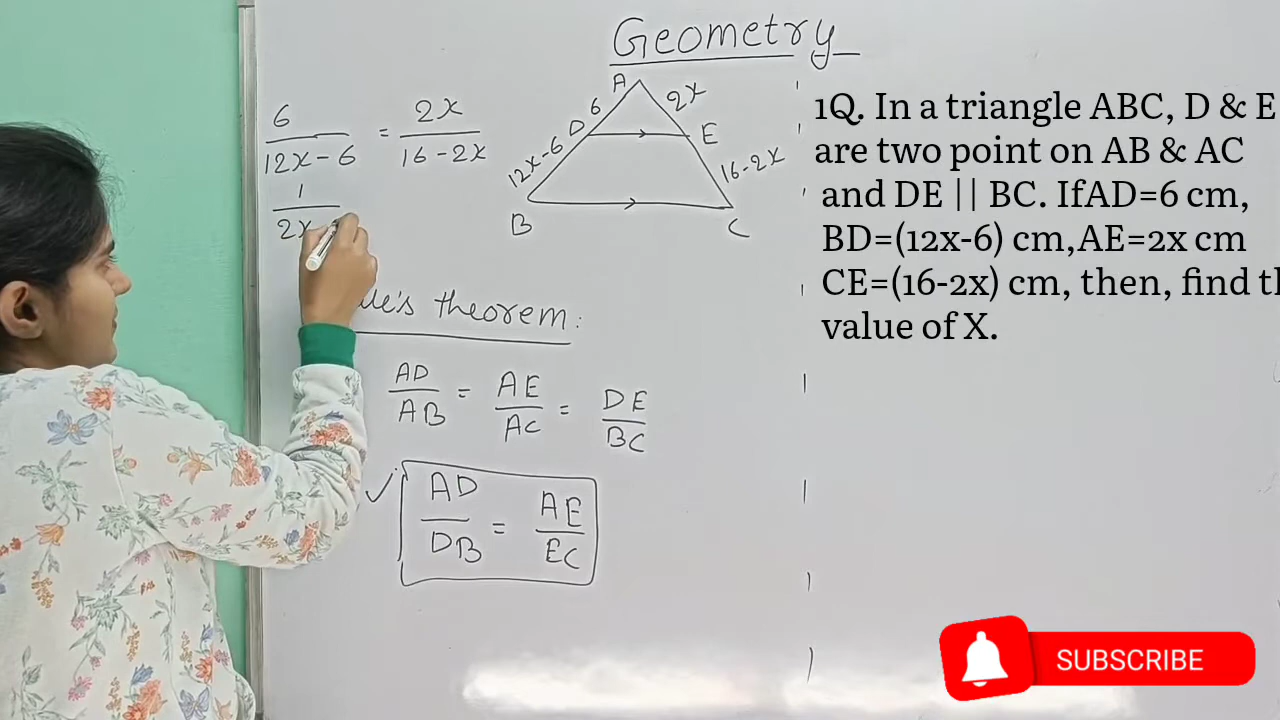 Geometry
6 / 12x-6 = 2x / 16-2x
1 / 2x
A
6
2x
D
E
12x-6
16-2x
B
C
theorem:
AD / AB = AE / AC = DE / BC
✓ AD / DB = AE / EC
1Q. In a triangle ABC, D & E
are two point on AB & AC
and DE || BC. IfAD=6 cm,
BD=(12x-6) cm,AE=2x cm
CE=(16-2x) cm, then, find th
value of X.
SUBSCRIBE